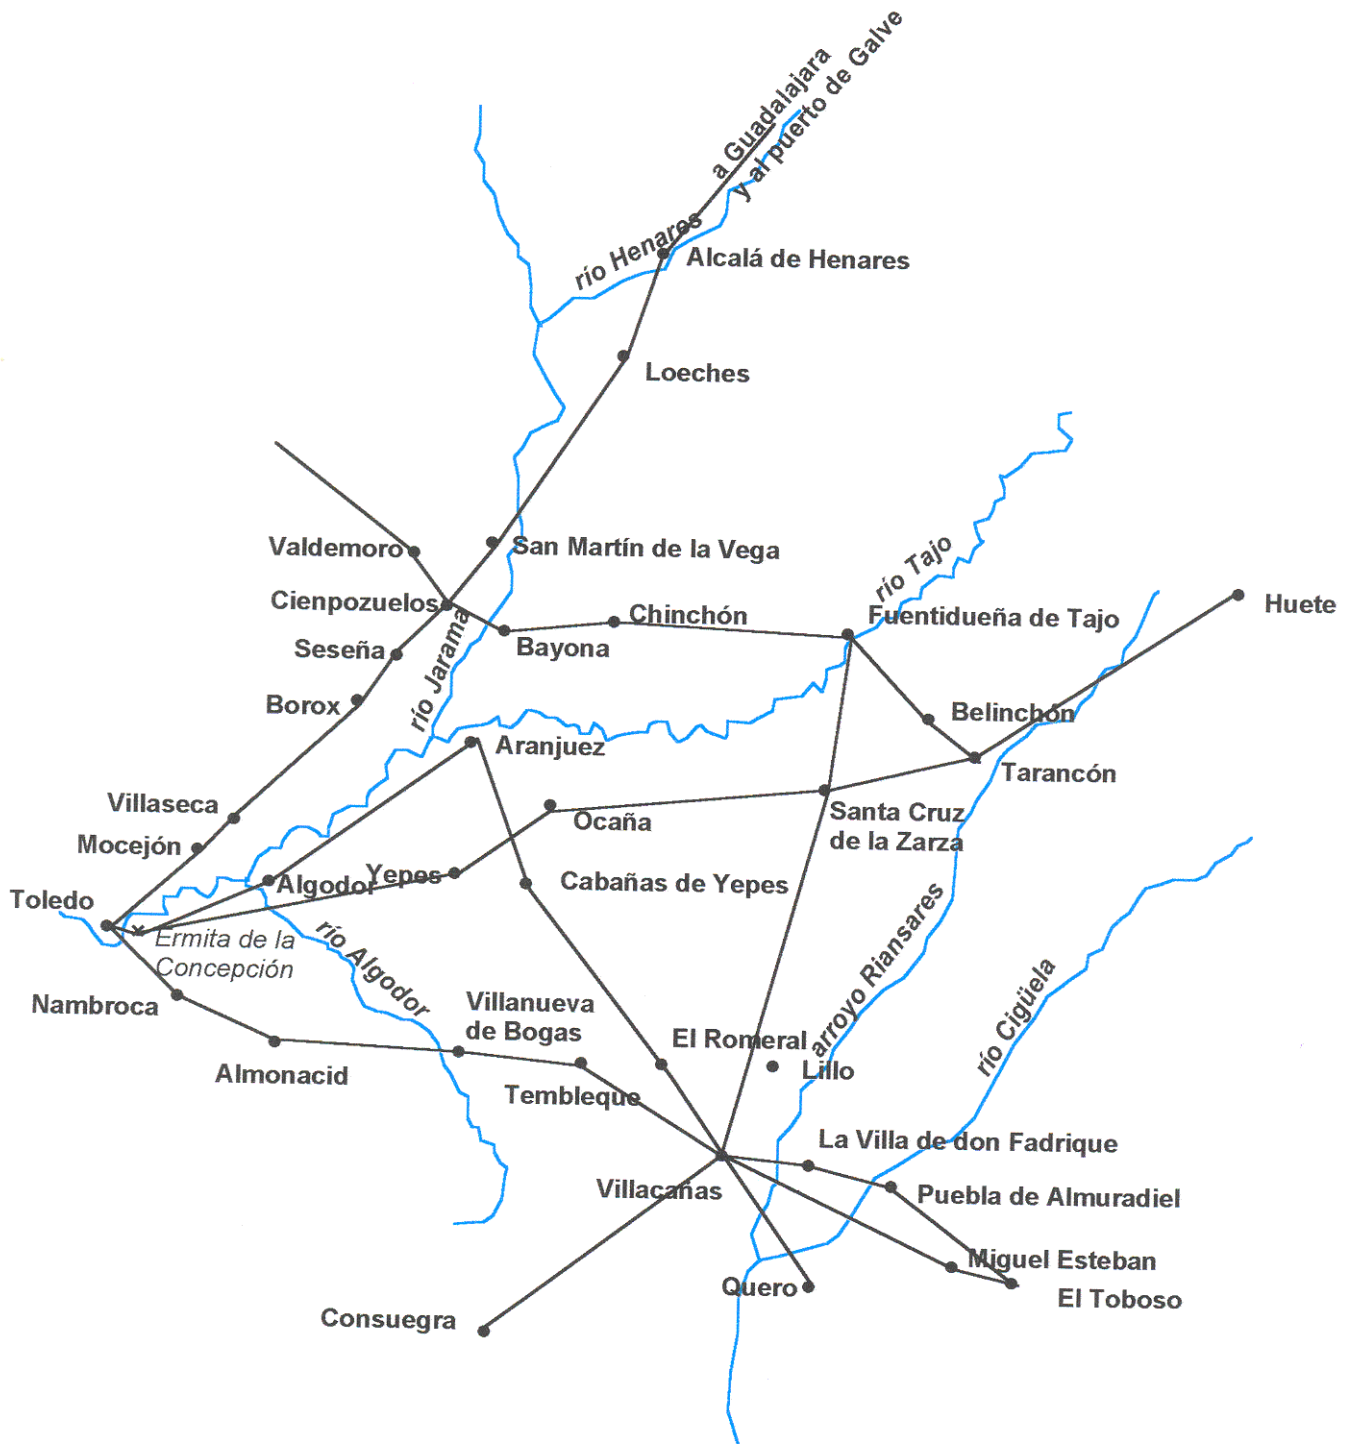 a Guadalajara
y al puerto de Galve
río Henares
Alcalá de Henares
Loeches
Valdemoro
San Martín de la Vega
río Tajo
Cienpozuelos
Chinchón
Fuentidueña de Tajo
Huete
Seseña
Bayona
río Jarama
Borox
Belinchón
Aranjuez
Tarancón
Villaseca
Ocaña
Santa Cruz
de la Zarza
Mocejón
Algodor
Yepes
Cabañas de Yepes
Toledo
Ermita de la
Concepción
río Algodor
arroyo Riansares
río Cigüela
Nambroca
Villanueva
de Bogas
El Romeral
Lillo
Almonacid
Tembleque
La Villa de don Fadrique
Villacañas
Puebla de Almuradiel
Miguel Esteban
Quero
El Toboso
Consuegra